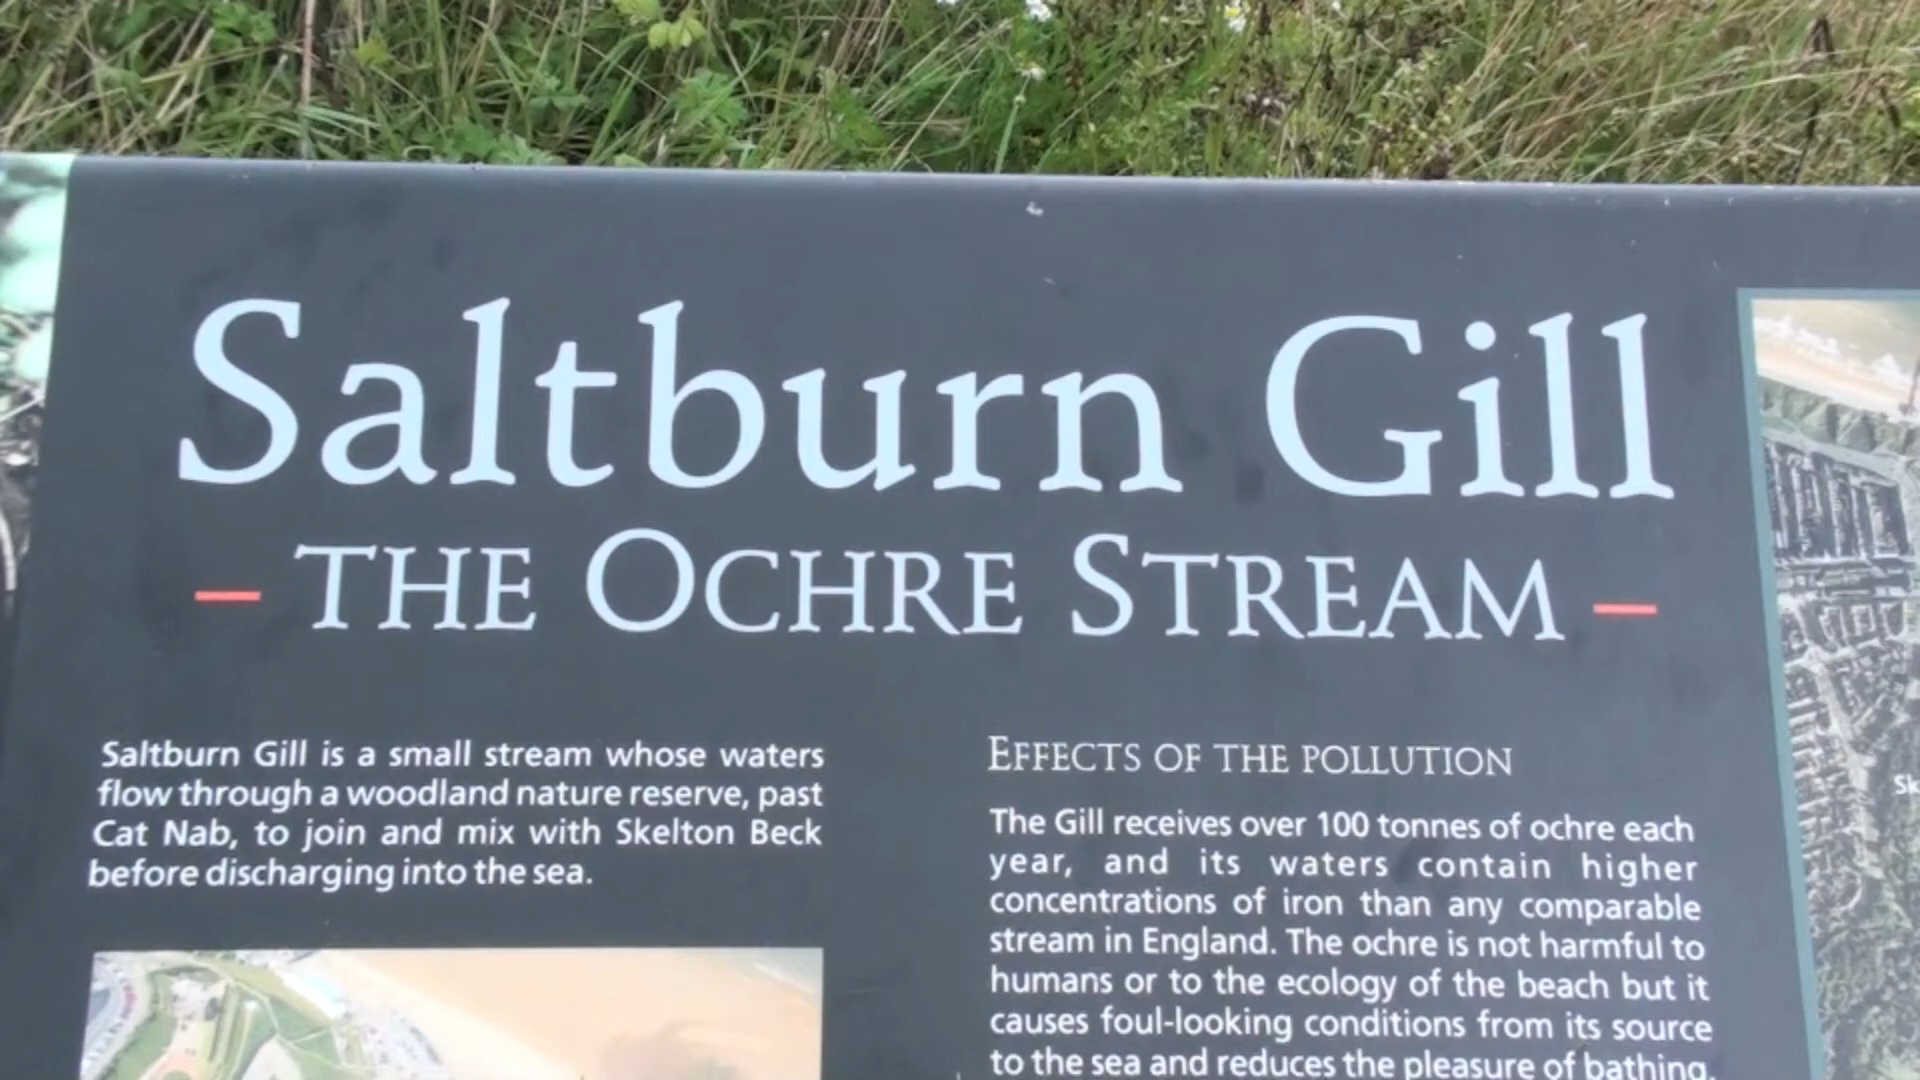 Saltburn Gill
– THE OCHRE STREAM –
Saltburn Gill is a small stream whose waters
flow through a woodland nature reserve, past
Cat Nab, to join and mix with Skelton Beck
before discharging into the sea.
EFFECTS OF THE POLLUTION
The Gill receives over 100 tonnes of ochre each
year, and its waters contain higher
concentrations of iron than any comparable
stream in England. The ochre is not harmful to
humans or to the ecology of the beach but it
causes foul-looking conditions from its source
to the sea and reduces the pleasure of bathing.